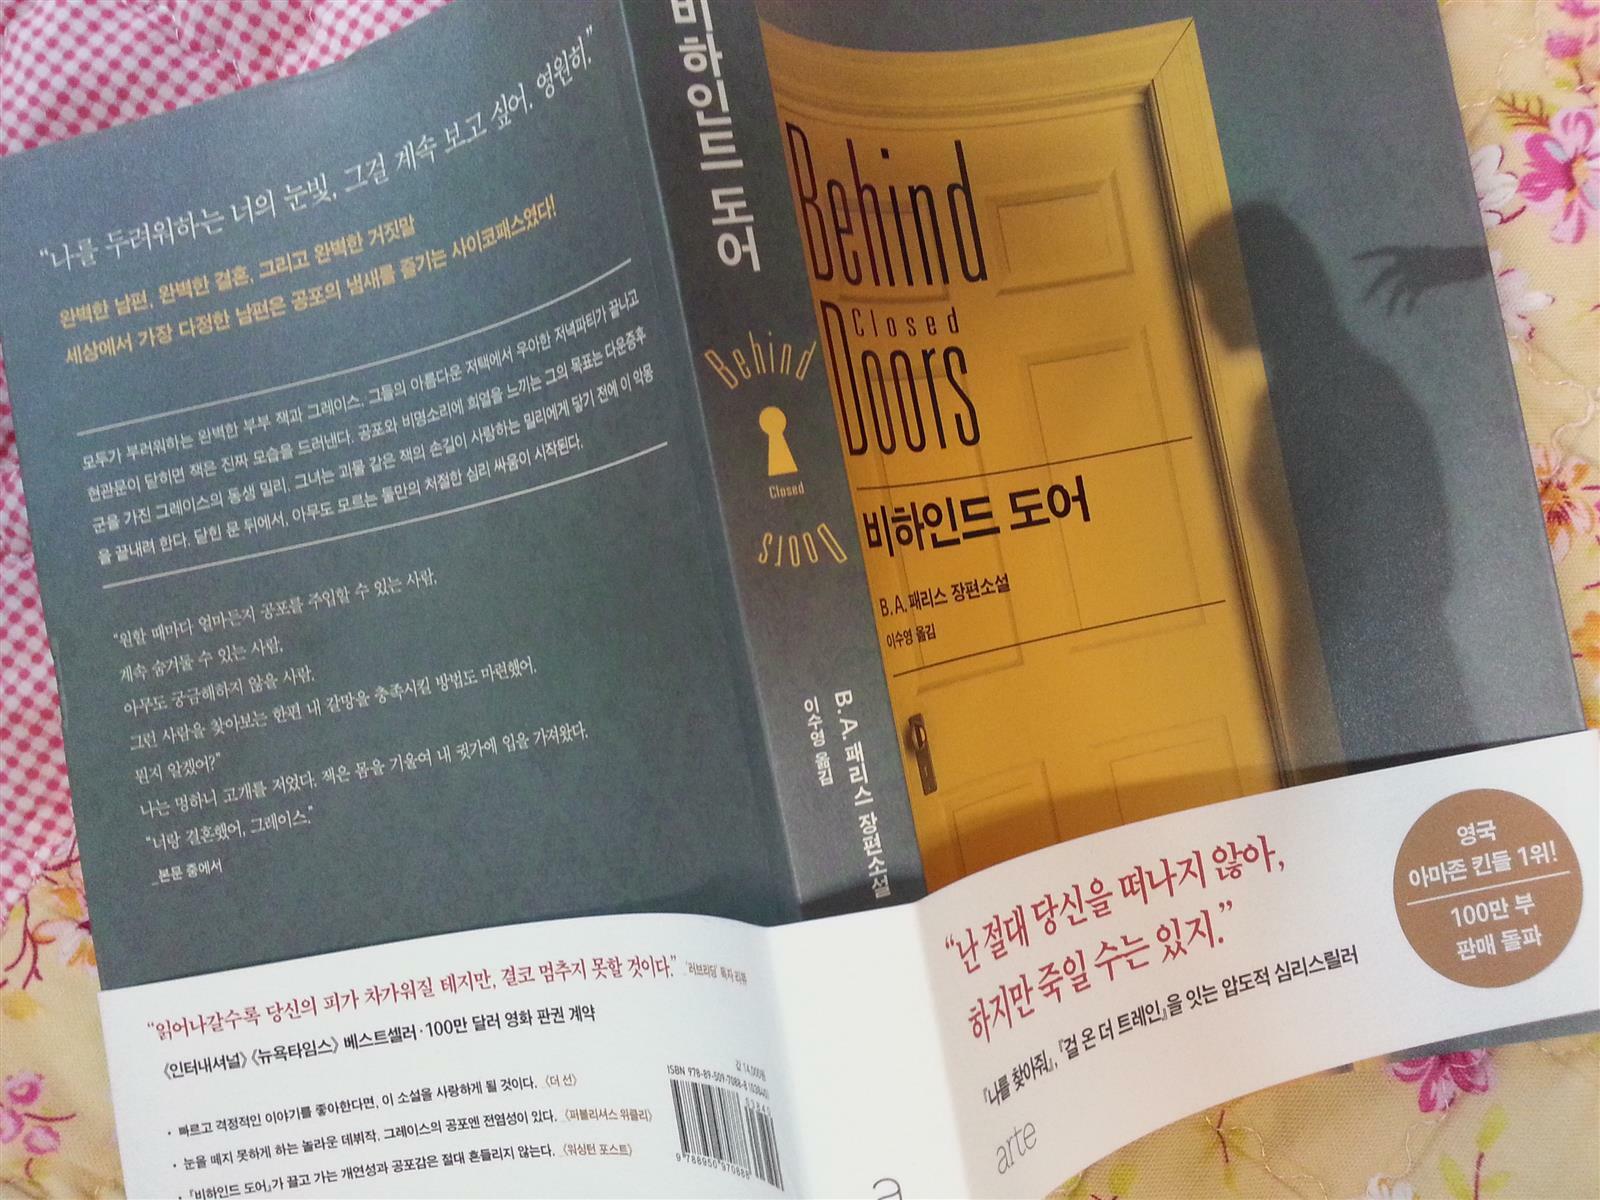 “나를 두려워하는 너의 눈빛, 그걸 계속 보고 싶어, 영원히.”
완벽한 남편, 완벽한 결혼, 그리고 완벽한 거짓말
세상에서 가장 다정한 남편은 공포의 냄새를 즐기는 사이코패스였다!
모두가 부러워하는 완벽한 부부 잭과 그레이스. 그들의 아름다운 저택에서 우아한 저녁파티가 끝나고
현관문이 닫히면 잭은 진짜 모습을 드러낸다. 공포와 비명소리에 희열을 느끼는 그의 목표는 다운증후
군을 가진 그레이스의 동생 밀리. 그녀는 괴물 같은 잭의 손길이 사랑하는 밀리에게 닿기 전에 이 악몽
을 끝내려 한다. 닫힌 문 뒤에서, 아무도 모르는 둘만의 처절한 심리 싸움이 시작된다.
“원할 때마다 얼마든지 공포를 주입할 수 있는 사람,
계속 숨겨둘 수 있는 사람,
아무도 궁금해하지 않을 사람.
그런 사람을 찾아보는 한편 내 갈망을 충족시킬 방법도 마련했어.
뭔지 알겠어?”
나는 멍하니 고개를 저었다. 잭은 몸을 기울여 내 귓가에 입을 가져왔다.
“너랑 결혼했어, 그레이스.”
_본문 중에서
“읽어나갈수록 당신의 피가 차가워질 테지만, 결코 멈추지 못할 것이다.” _‘러브리딩’ 독자 리뷰
《인터내셔널》 《뉴욕타임스》 베스트셀러 · 100만 달러 영화 판권 계약
• 빠르고 격정적인 이야기를 좋아한다면, 이 소설을 사랑하게 될 것이다. _《더 선》
• 눈을 떼지 못하게 하는 놀라운 데뷔작. 그레이스의 공포엔 전염성이 있다. _《퍼블리셔스 위클리》
• 『비하인드 도어』가 끌고 가는 개연성과 공포감은 절대 흔들리지 않는다. _《워싱턴 포스트》
값 14,000원
ISBN 978-89-509-7088-8
9 788950 970888
비하인드 도어
Behind
Closed
Doors
B. A. 패리스 장편소설
이수영 옮김
Behind
Closed
Doors
비하인드 도어
B. A. 패리스 장편소설
이수영 옮김
“난 절대 당신을 떠나지 않아,
하지만 죽일 수는 있지.”
『나를 찾아줘』, 『걸 온 더 트레인』을 잇는 압도적 심리스릴러
arte
영국
아마존 킨들 1위!
100만 부
판매 돌파